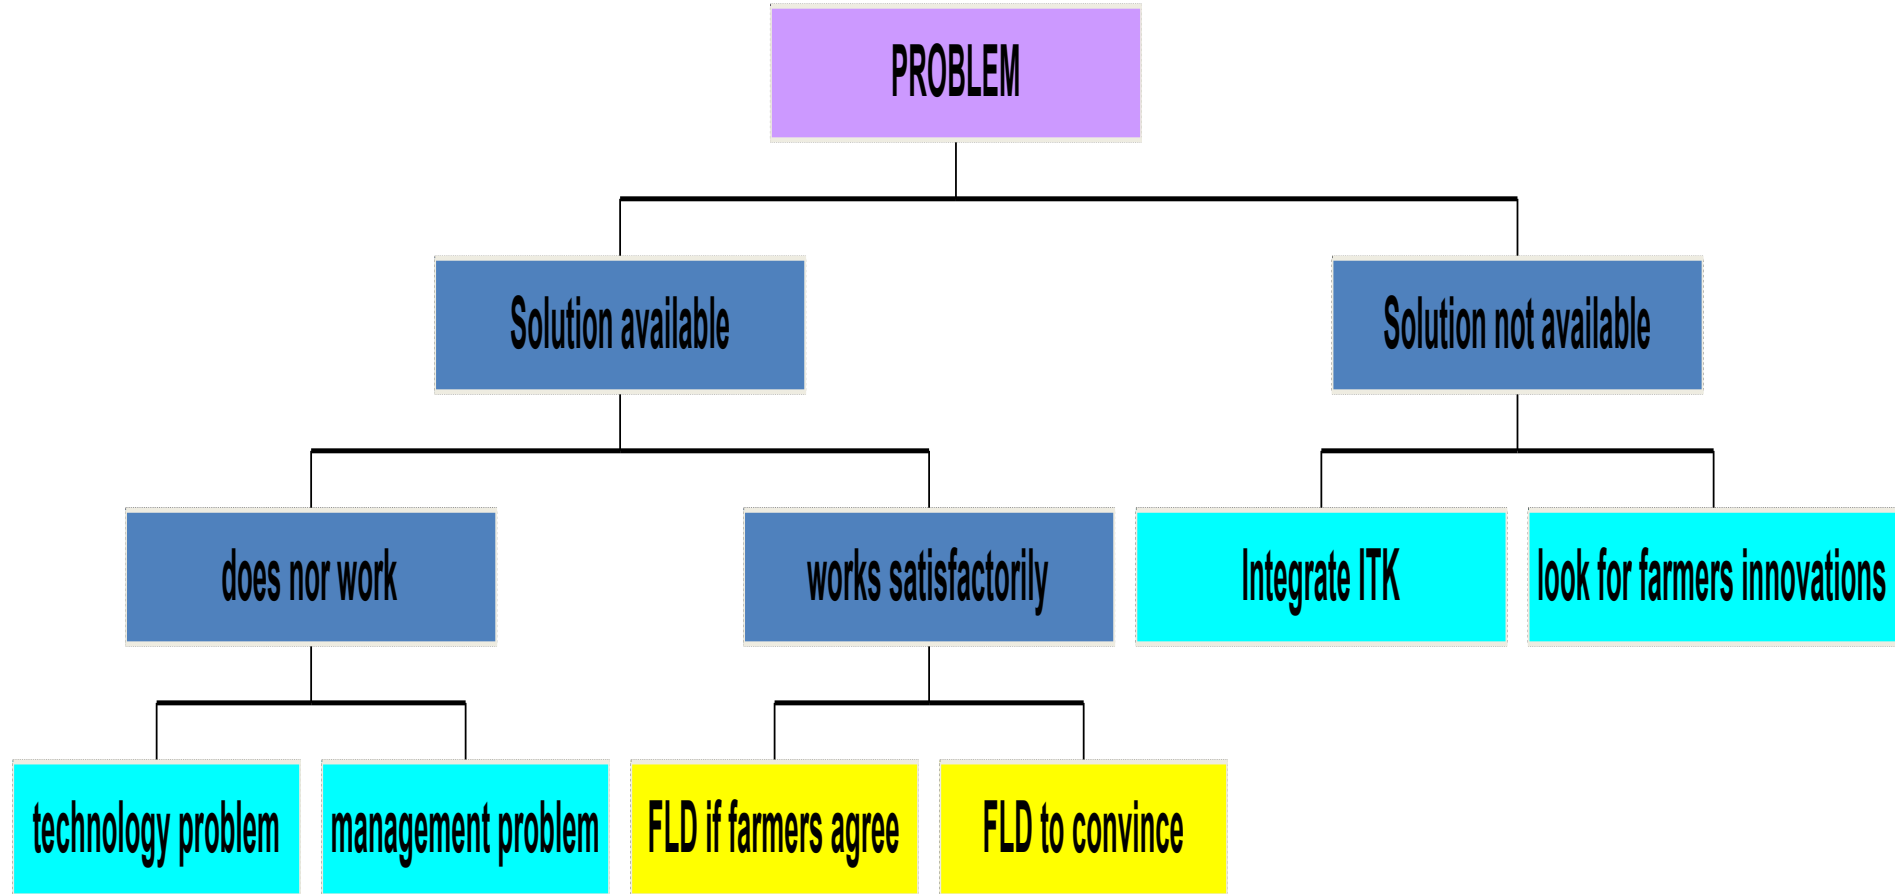 PROBLEM
Solution available
Solution not available
does nor work
works satisfactorily
Integrate ITK
look for farmers innovations
technology problem
management problem
FLD if farmers agree
FLD to convince